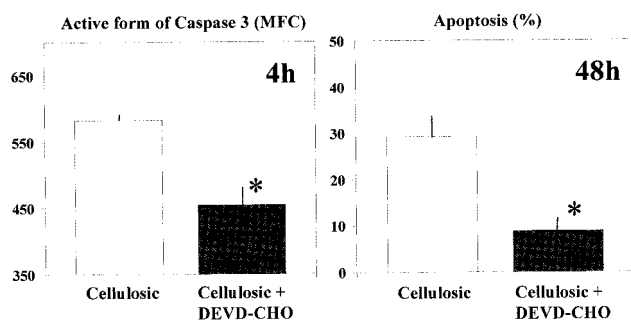 Active form of Caspase 3 (MFC)
4h
650
550
450
350
Cellulosic
Cellulosic +
DEVD-CHO
*
Apoptosis (%)
48h
50
40
30
20
10
0
Cellulosic
Cellulosic +
DEVD-CHO
*